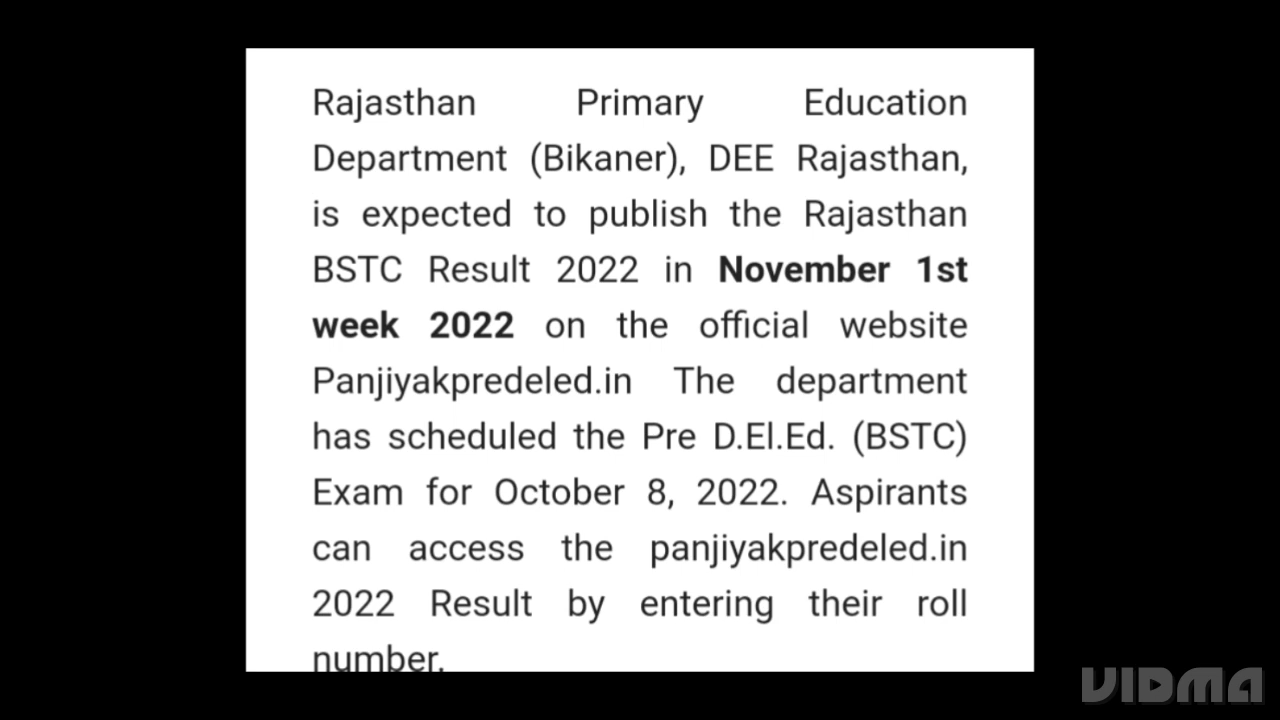 Rajasthan Primary Education
Department (Bikaner), DEE Rajasthan,
is expected to publish the Rajasthan
BSTC Result 2022 in November 1st
week 2022 on the official website
Panjiyakpredeled.in The department
has scheduled the Pre D.El.Ed. (BSTC)
Exam for October 8, 2022. Aspirants
can access the panjiyakpredeled.in
2022 Result by entering their roll
number.
VIDMA